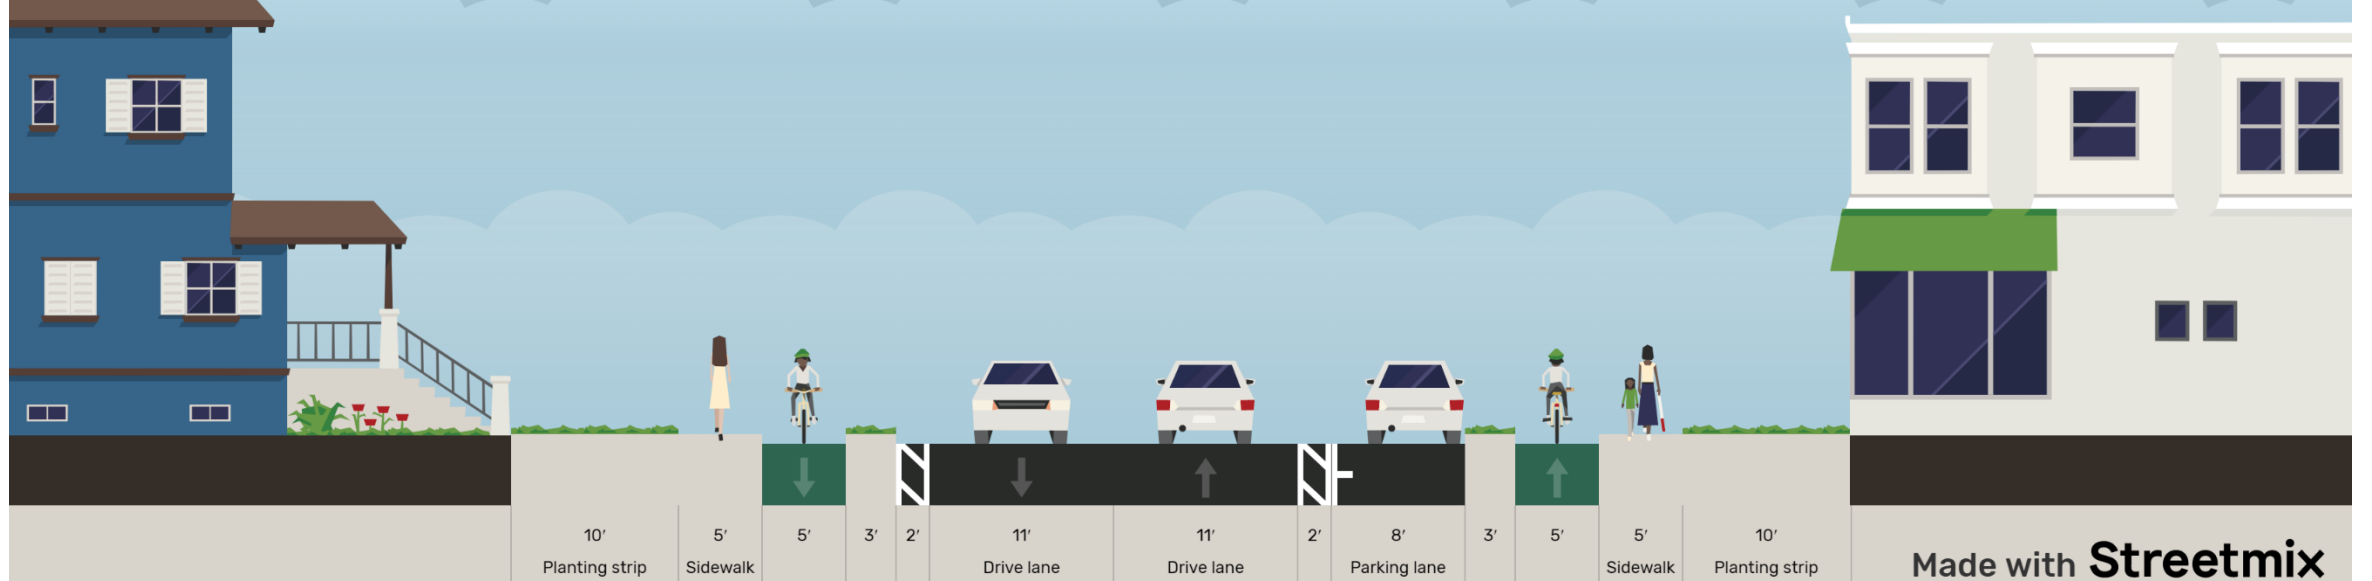 10′ 5′ 5′ 3′ 2′ 11′ 11′ 2′ 8′ 3′ 5′ 5′ 10′
Planting strip Sidewalk Drive lane Drive lane Parking lane Sidewalk Planting strip
Made with Streetmix